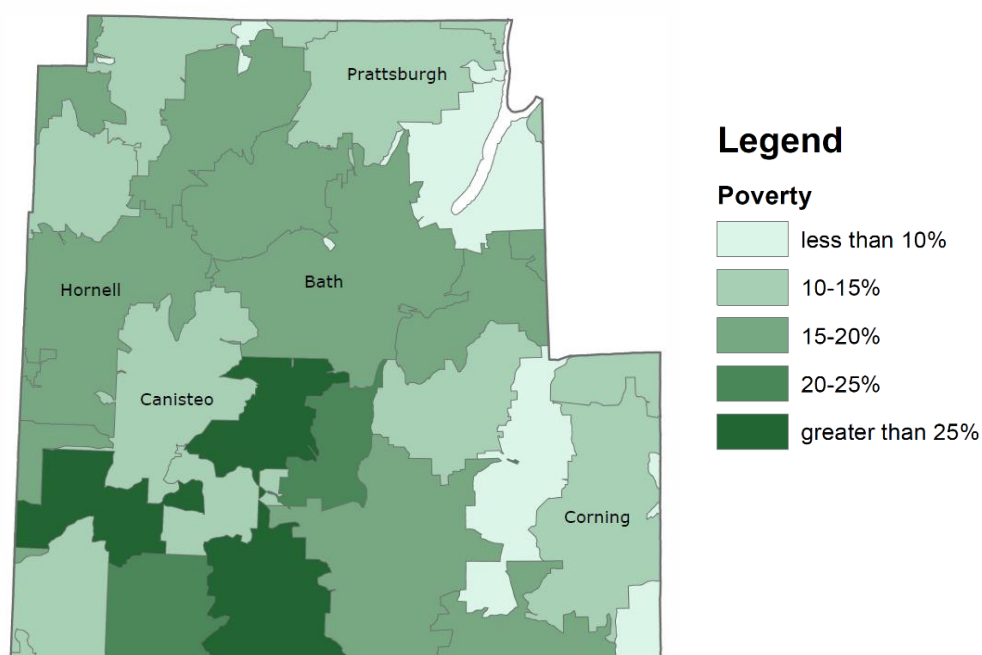 Prattsburgh
Hornell
Bath
Canisteo
Corning
Legend
Poverty
less than 10%
10-15%
15-20%
20-25%
greater than 25%